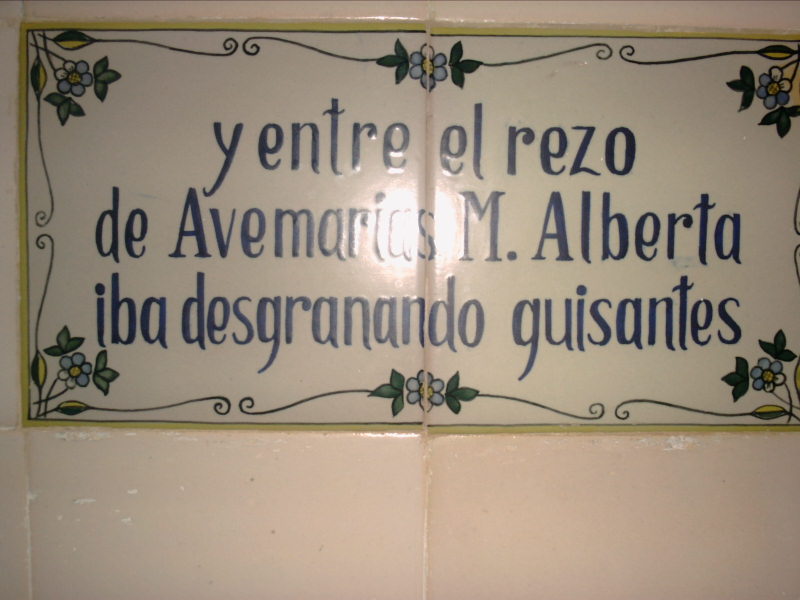 y entre el rezo
de Avemarias M. Alberta
iba desgranando guisantes